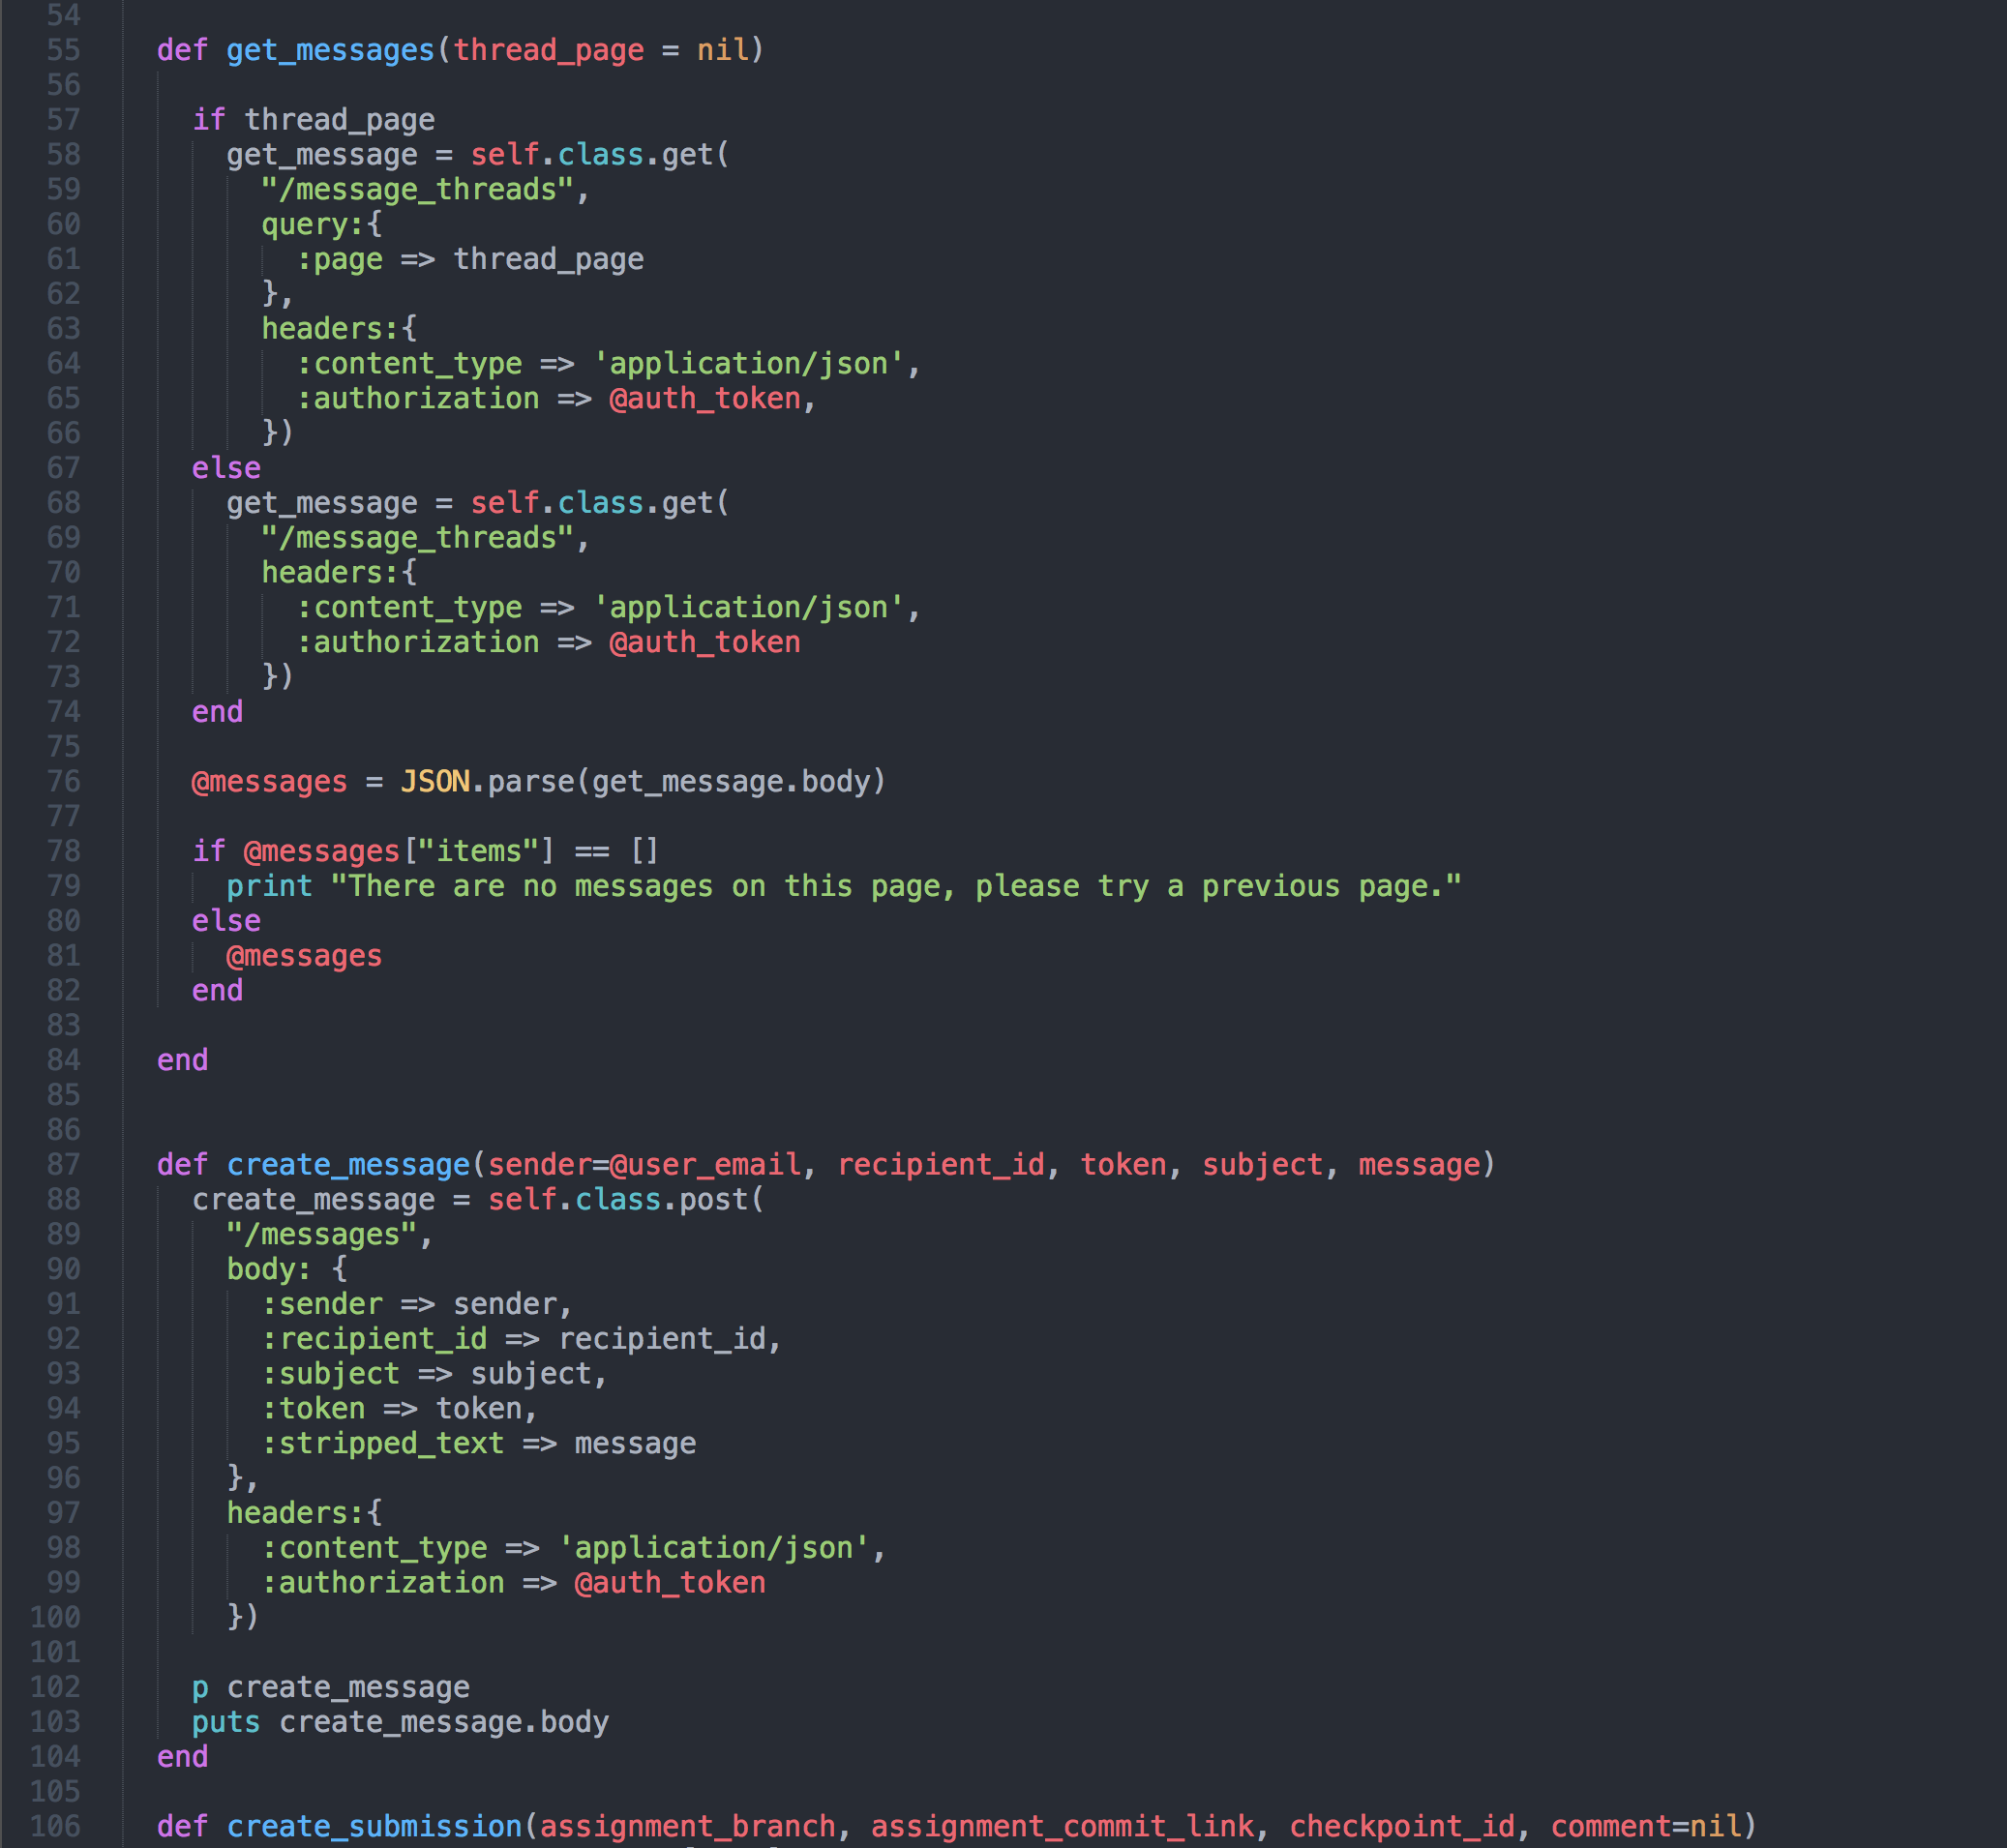 54
55 def get_messages(thread_page = nil)
56
57 if thread_page
58 get_message = self.class.get(
59 "/message_threads",
60 query:{
61 :page => thread_page
62 },
63 headers:{
64 :content_type => 'application/json',
65 :authorization => @auth_token,
66 })
67 else
68 get_message = self.class.get(
69 "/message_threads",
70 headers:{
71 :content_type => 'application/json',
72 :authorization => @auth_token
73 })
74 end
75
76 @messages = JSON.parse(get_message.body)
77
78 if @messages["items"] == []
79 print "There are no messages on this page, please try a previous page."
80 else
81 @messages
82 end
83
84 end
85
86
87 def create_message(sender=@user_email, recipient_id, token, subject, message)
88 create_message = self.class.post(
89 "/messages",
90 body: {
91 :sender => sender,
92 :recipient_id => recipient_id,
93 :subject => subject,
94 :token => token,
95 :stripped_text => message
96 },
97 headers:{
98 :content_type => 'application/json',
99 :authorization => @auth_token
100 })
101
102 p create_message
103 puts create_message.body
104 end
105
106 def create_submission(assignment_branch, assignment_commit_link, checkpoint_id, comment=nil)